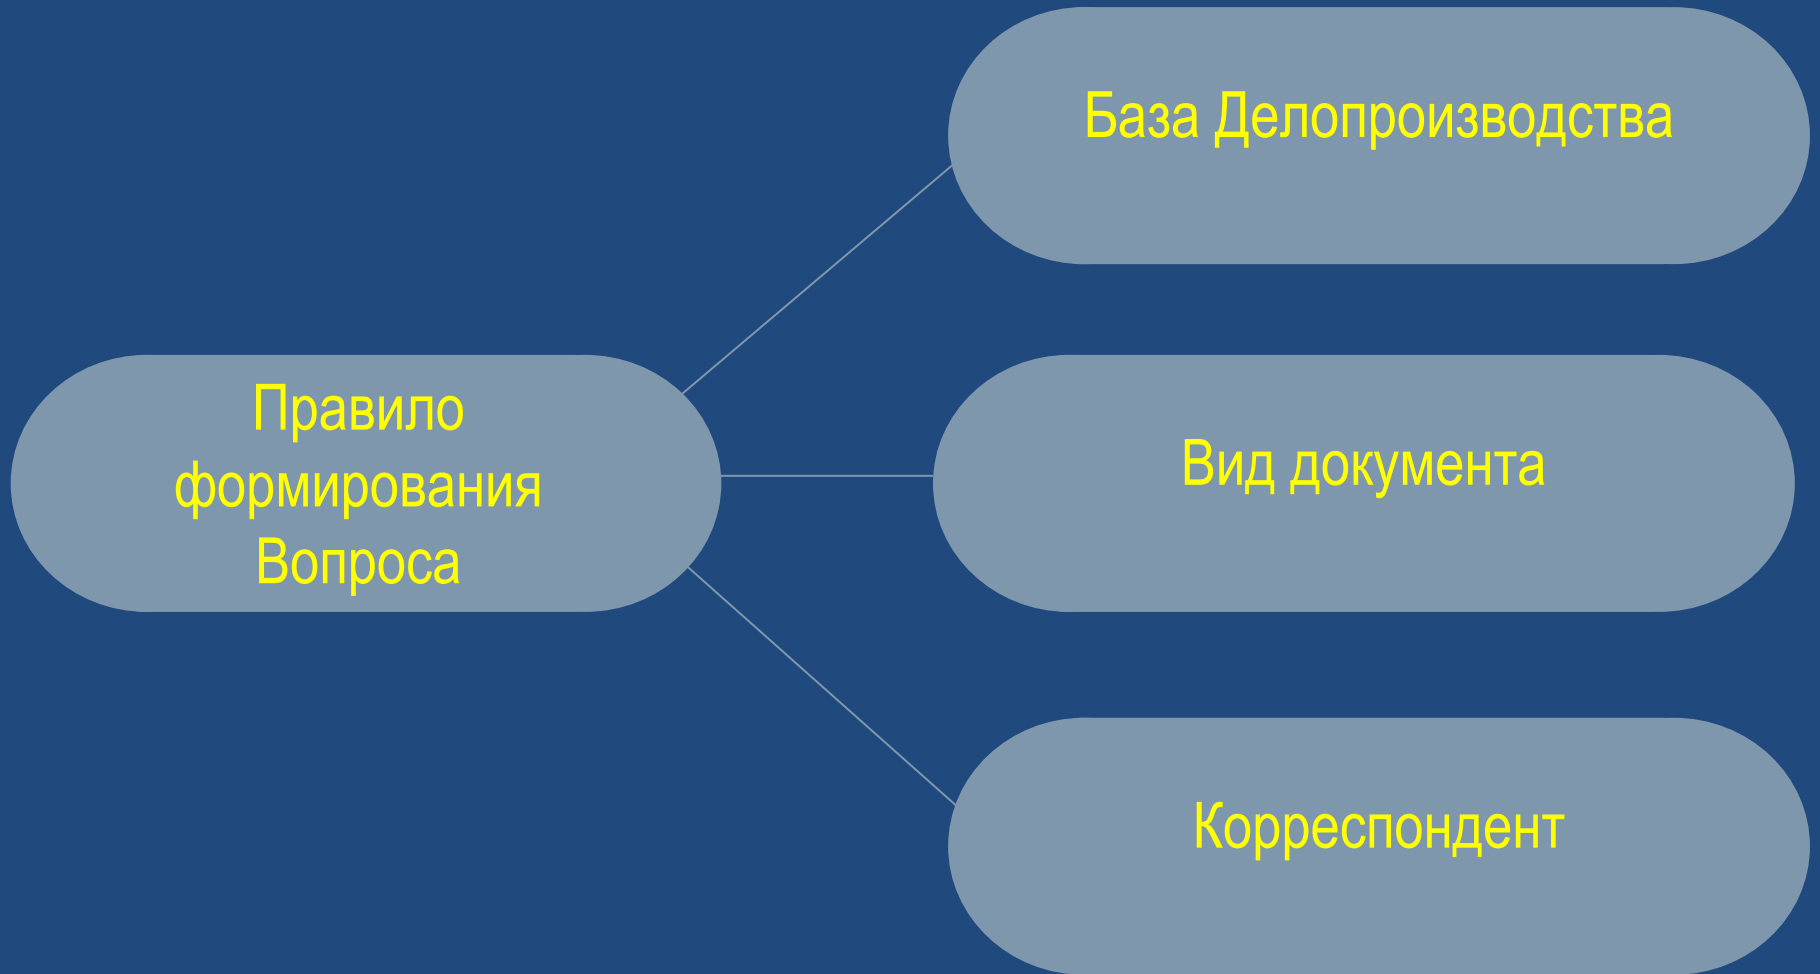 База Делопроизводства
Правило
формирования
Вопроса
Вид документа
Корреспондент